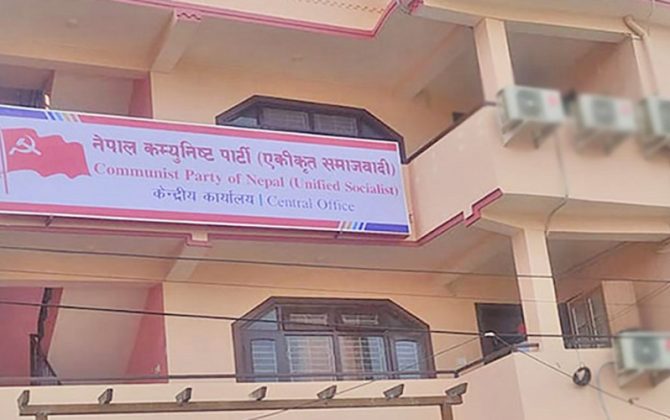 नेपाल कम्युनिष्ट पार्टी (एकीकृत समाजवादी)
Communist Party of Nepal (Unified Socialist)
केन्द्रीय कार्यालय | Central Office